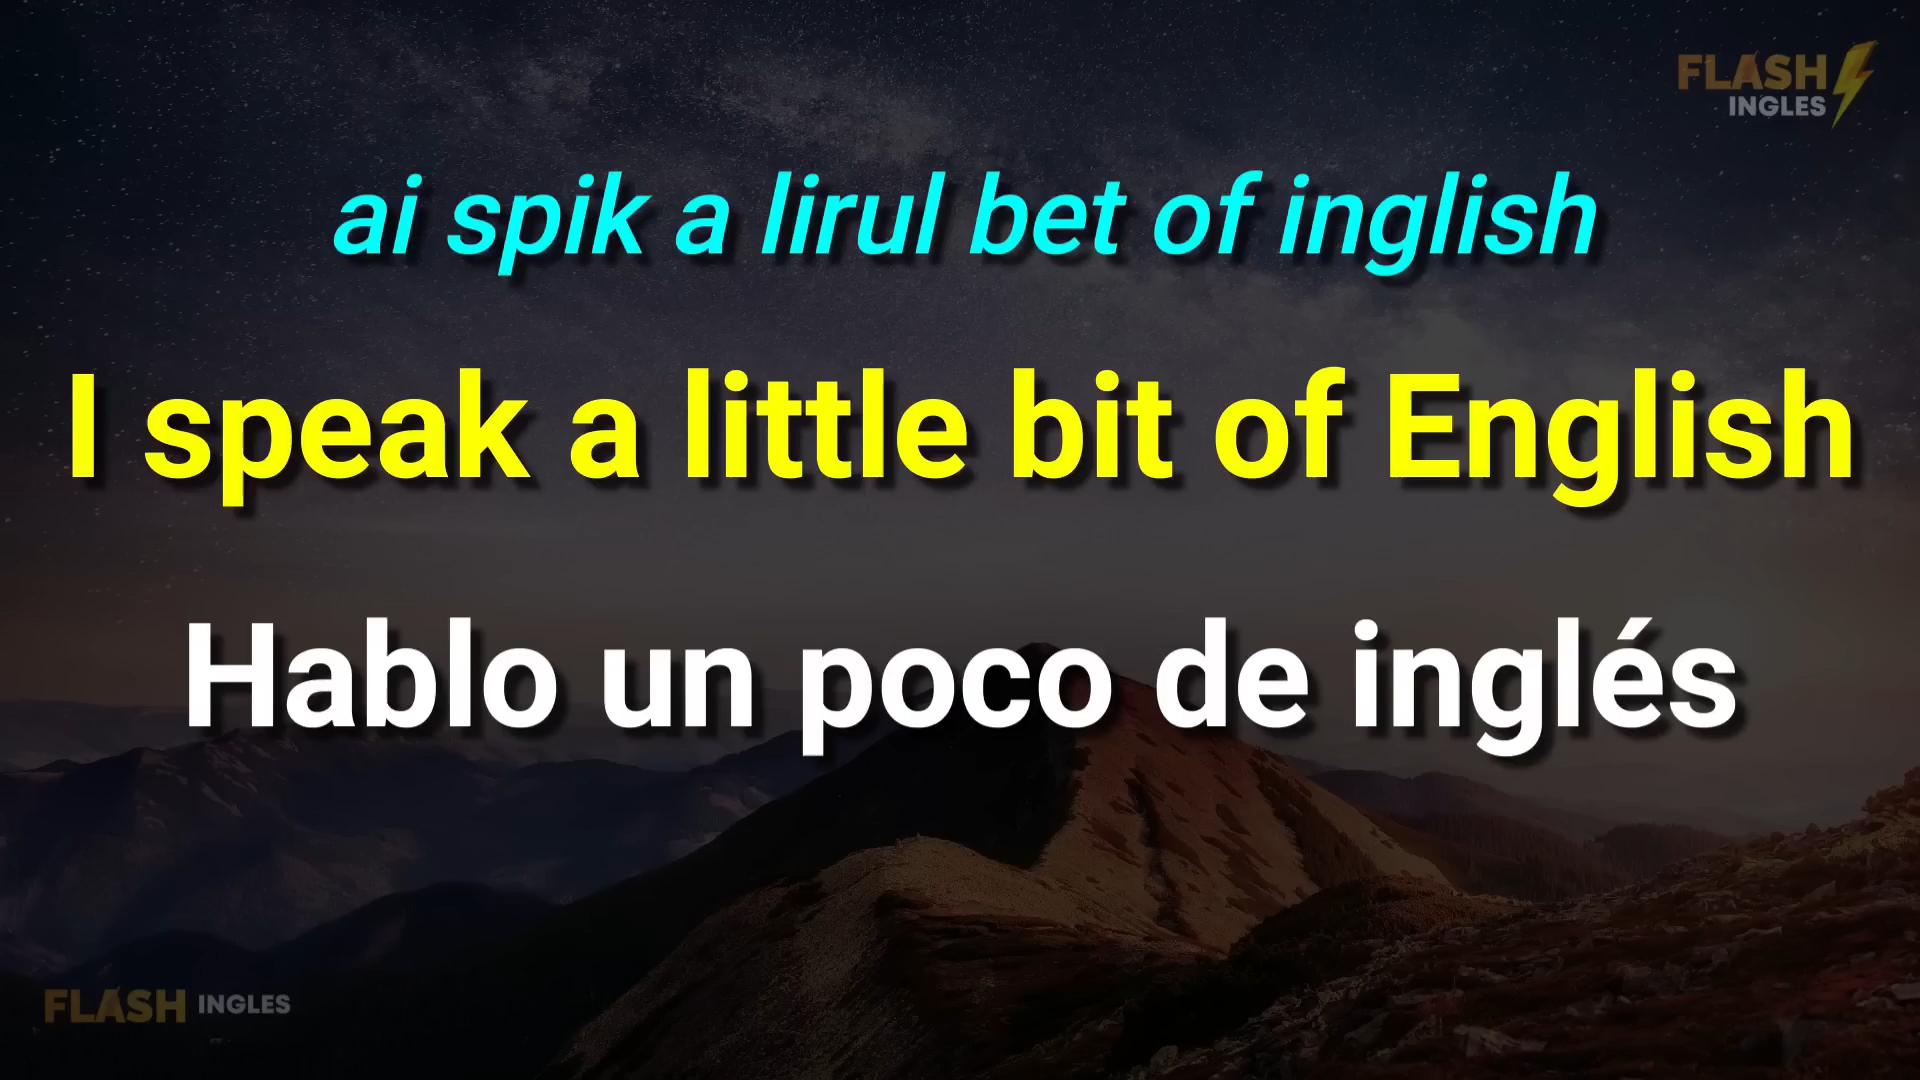 FLASH
INGLES
ai spik a lirul bet of inglish
I speak a little bit of English
Hablo un poco de inglés
FLASH INGLES